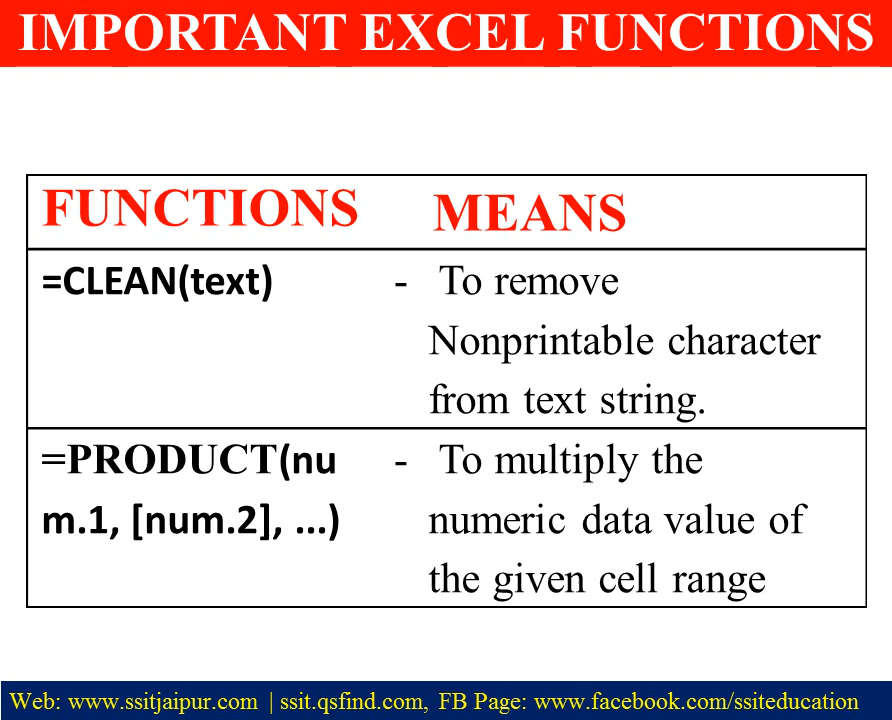 IMPORTANT EXCEL FUNCTIONS
FUNCTIONS MEANS
=CLEAN(text) - To remove
Nonprintable character
from text string.
=PRODUCT(nu - To multiply the
m.1, [num.2], ...) numeric data value of
the given cell range
Web: www.ssitjaipur.com | ssit.qsfind.com, FB Page: www.facebook.com/ssiteducation